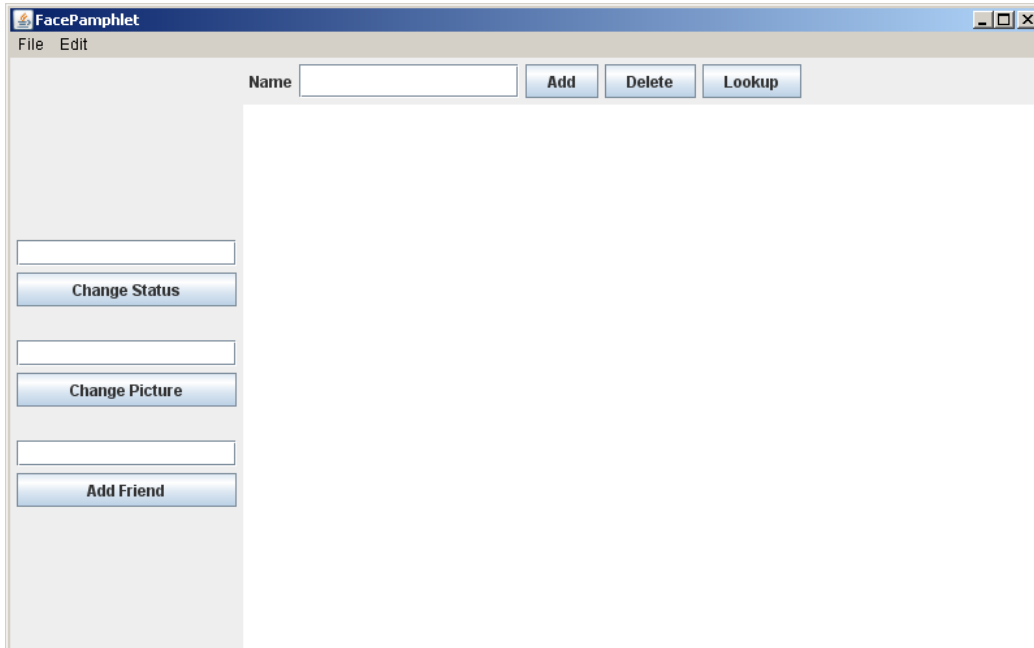 FacePamphlet
File Edit
Name Add Delete Lookup
Change Status
Change Picture
Add Friend